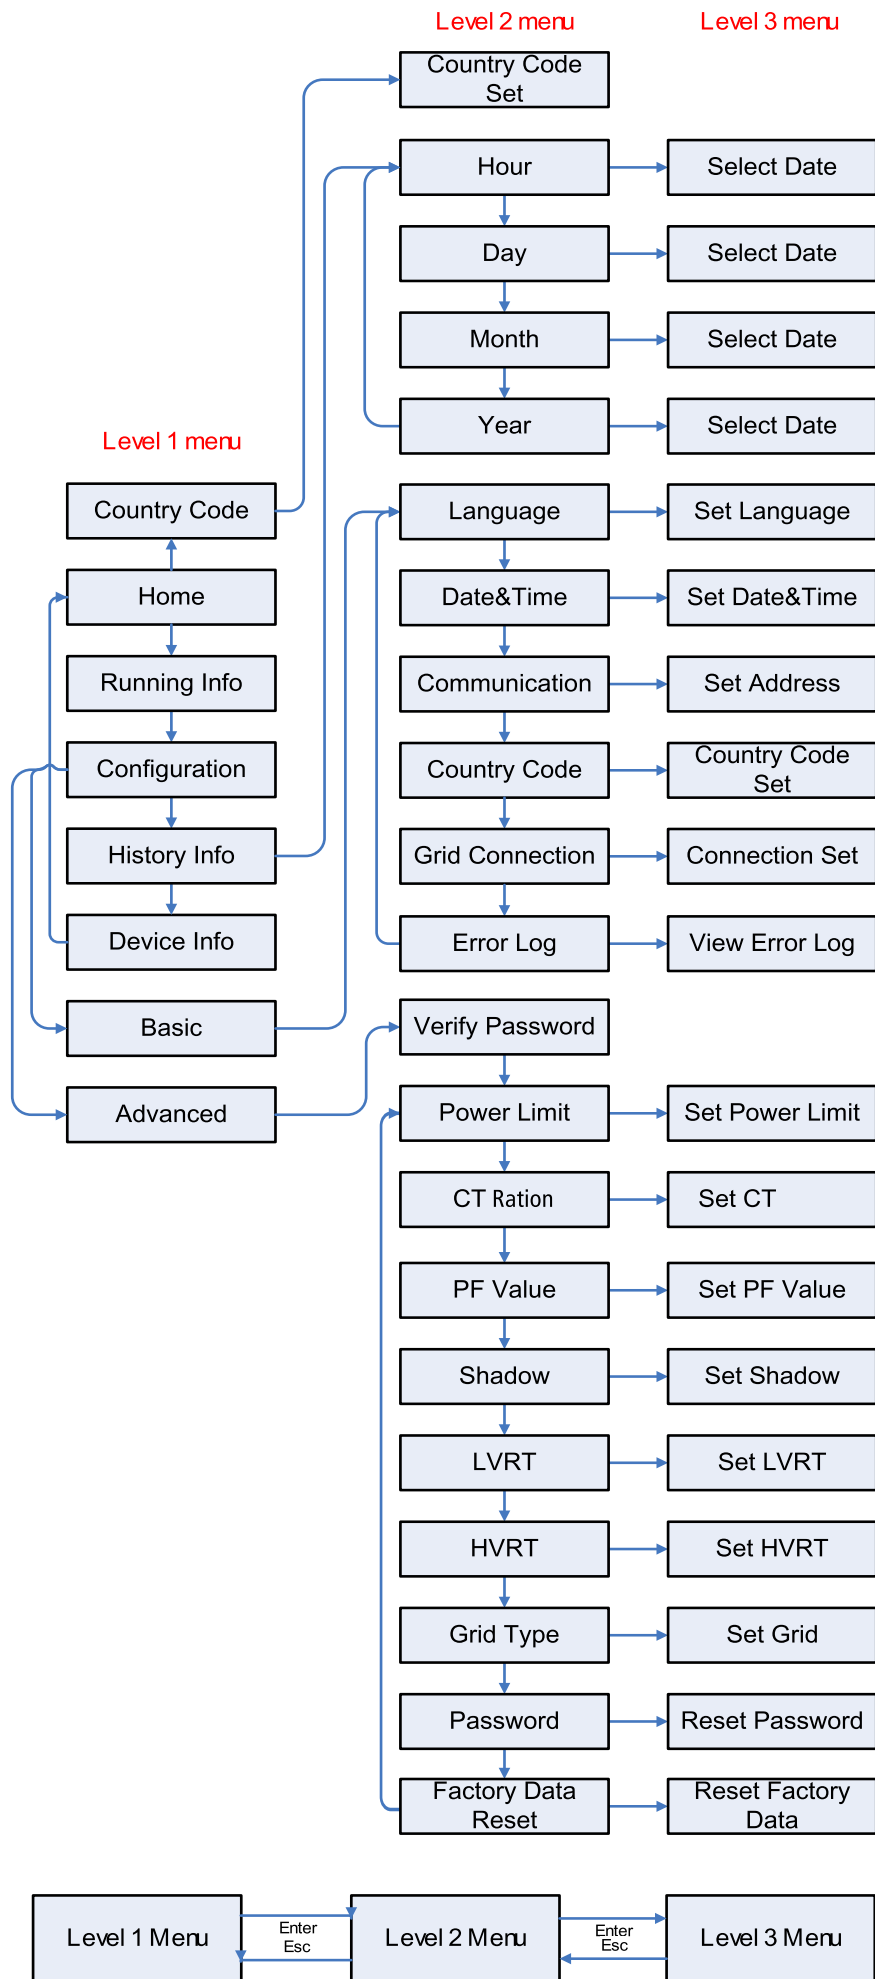 Level 2 menu
Level 3 menu
Country Code
Set
Hour
Select Date
Day
Select Date
Month
Select Date
Year
Select Date
Level 1 menu
Country Code
Language
Set Language
Home
Date&Time
Set Date&Time
Running Info
Communication
Set Address
Configuration
Country Code
Country Code
Set
History Info
Grid Connection
Connection Set
Device Info
Error Log
View Error Log
Basic
Verify Password
Advanced
Power Limit
Set Power Limit
CT Ration
Set CT
PF Value
Set PF Value
Shadow
Set Shadow
LVRT
Set LVRT
HVRT
Set HVRT
Grid Type
Set Grid
Password
Reset Password
Factory Data
Reset
Reset Factory
Data
Level 1 Menu
Enter
Esc
Level 2 Menu
Enter
Esc
Level 3 Menu